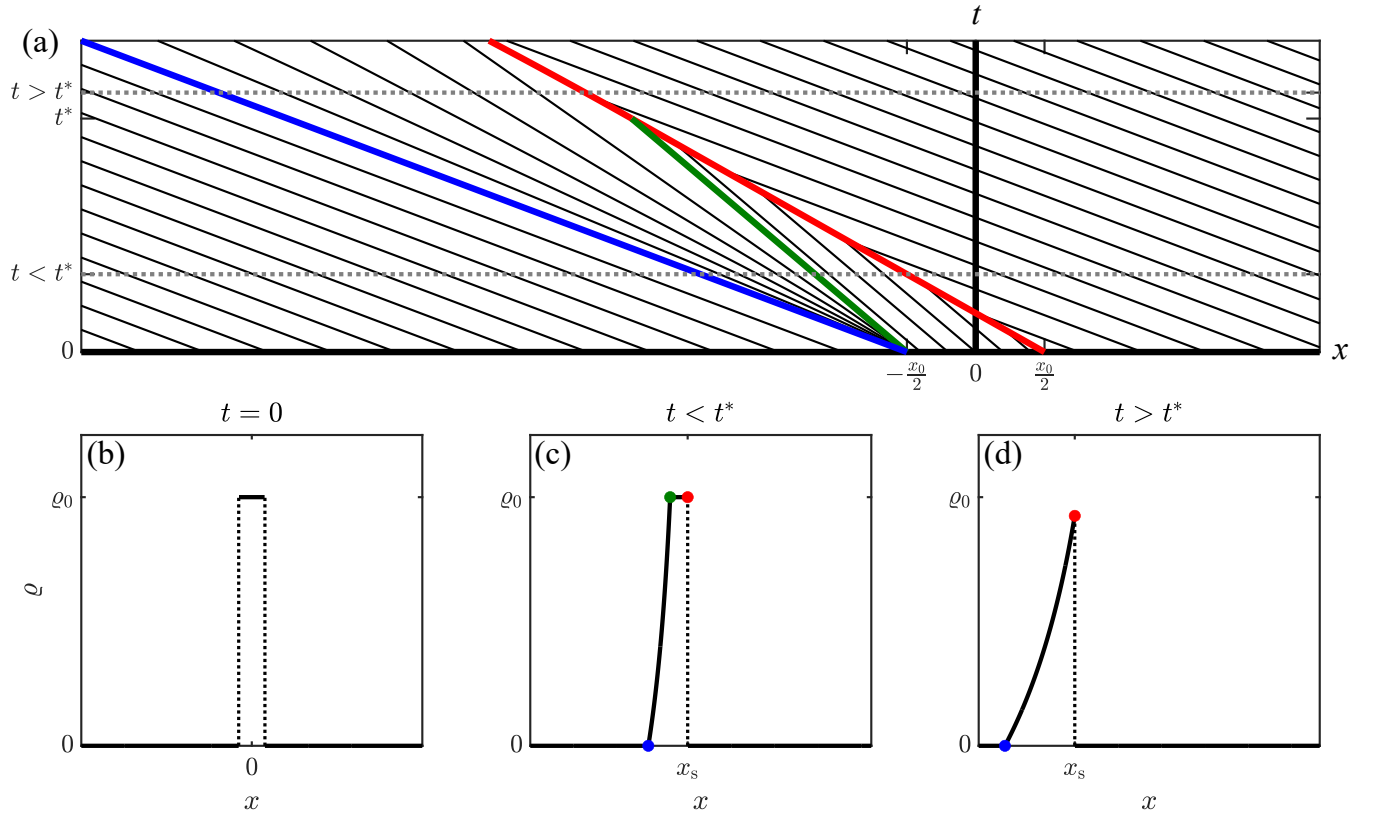 t
(a)
t > t*
t*
t < t*
0
x
−x₀/2
0
x₀/2
t = 0
t < t*
t > t*
(b)
(c)
(d)
ϱ₀
ϱ₀
ϱ₀
ϱ
0
0
0
0
xₛ
xₛ
x
x
x